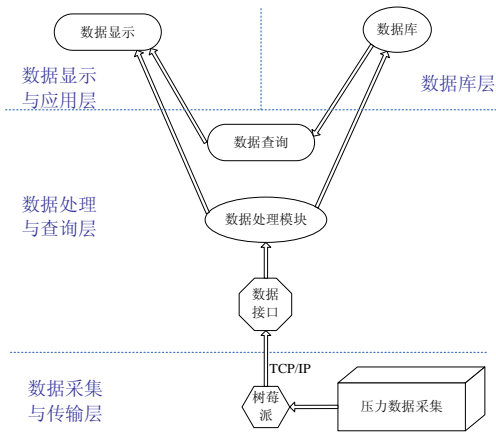 数据显示
数据库
数据显示
与应用层
数据库层
数据查询
数据处理
与查询层
数据处理模块
数据
接口
TCP/IP
数据采集
与传输层
树莓
派
压力数据采集